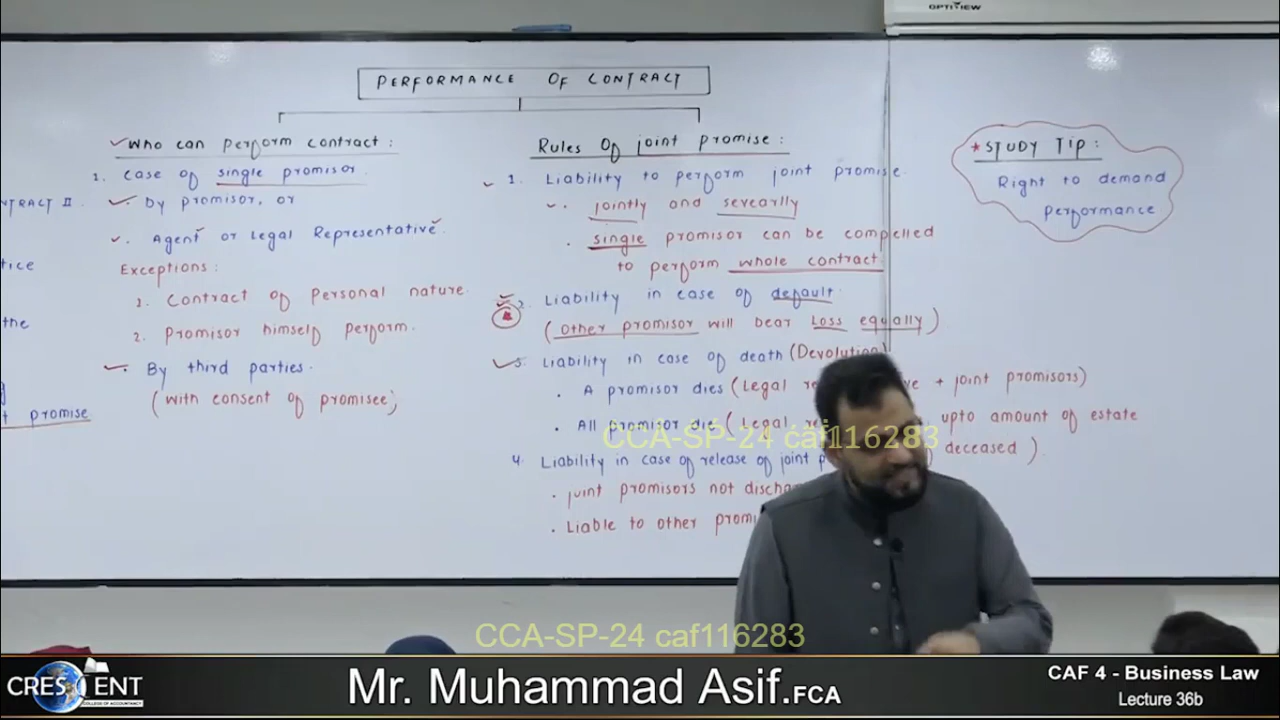 OPTIVIEW
PERFORMANCE OF CONTRACT
Who can perform contract:
1. Case of single promisor
By promisor, or
Agent or Legal Representative
Exceptions:
1. Contract of Personal nature
2. Promisor himself perform.
By third parties.
(with consent of promisee)
NTRACT II.
tice
the
t promise
Rules Of joint promise:
1. Liability to perform joint promise.
. jointly and sevearlly
. single promisor can be compelled
to perform whole contract.
2. Liability in case of default.
(other promisor will bear Loss equally)
3. Liability in case of death (Devolution)
. A promisor dies (Legal + joint promisors)
. All promisor die (Legal upto amount of estate
deceased).
4. Liability in case of release of joint
. Joint promisors not
. Liable to other
* STUDY TIP:
Right to demand
performance
CCA-SP-24 caf116283
CCA-SP-24 caf116283
CRESCENT
COLLEGE OF ACCOUNTANCY
Mr. Muhammad Asif.FCA
CAF 4 - Business Law
Lecture 36b